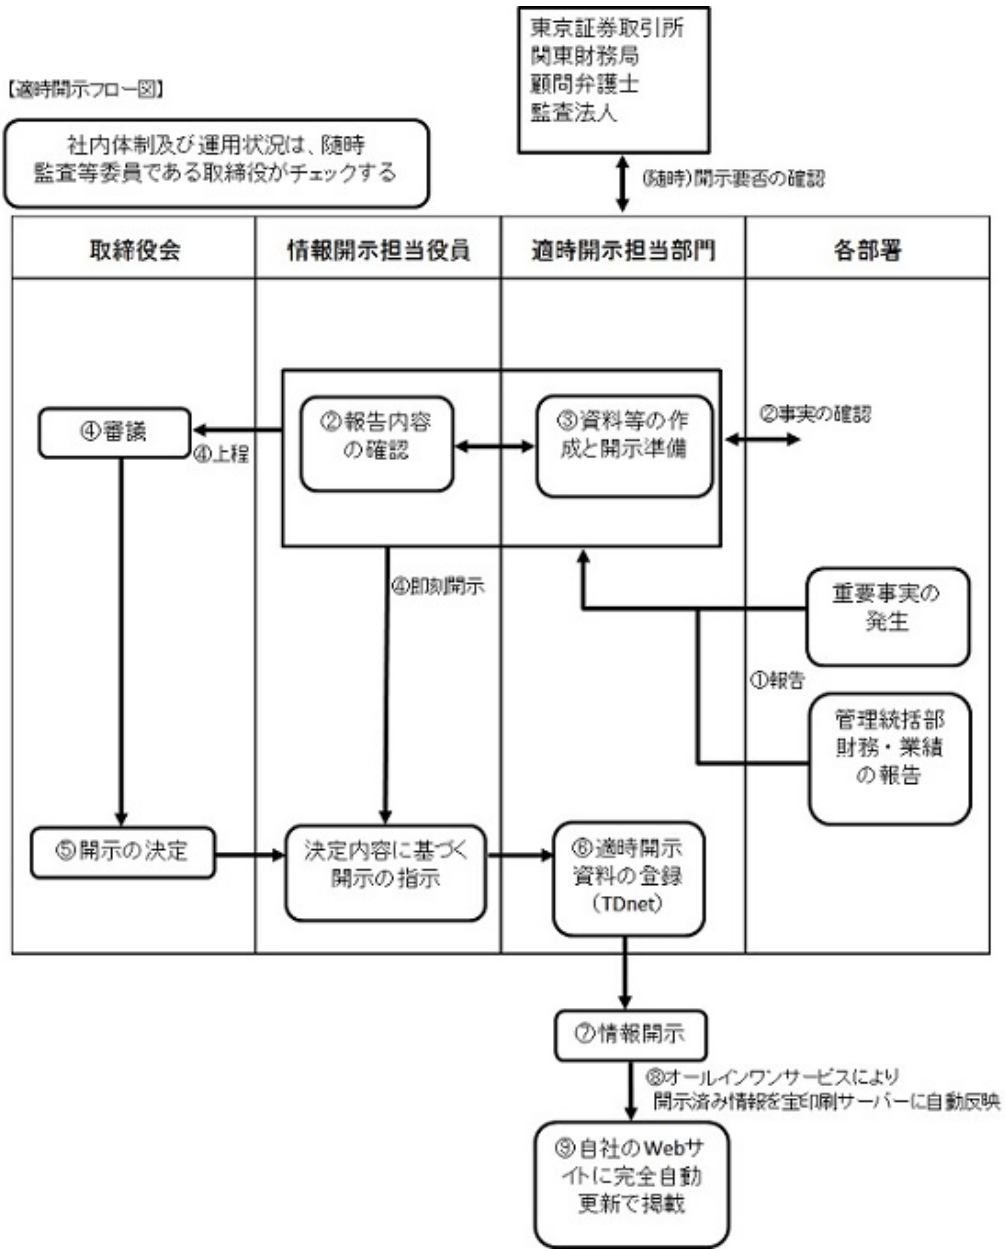 東京証券取引所
関東財務局
顧問弁護士
監査法人
【適時開示フロー図】
社内体制及び運用状況は、随時
監査等委員である取締役がチェックする
(随時)開示要否の確認
取締役会
情報開示担当役員
適時開示担当部門
各部署
④審議
④上程
②報告内容
の確認
③資料等の作
成と開示準備
②事実の確認
④即刻開示
重要事実の
発生
①報告
管理統括部
財務・業績
の報告
⑤開示の決定
決定内容に基づく
開示の指示
⑥適時開示
資料の登録
(TDnet)
⑦情報開示
⑧オールインワンサービスにより
開示済み情報を宝印刷サーバーに自動反映
⑨自社のWebサ
イトに完全自動
更新で掲載